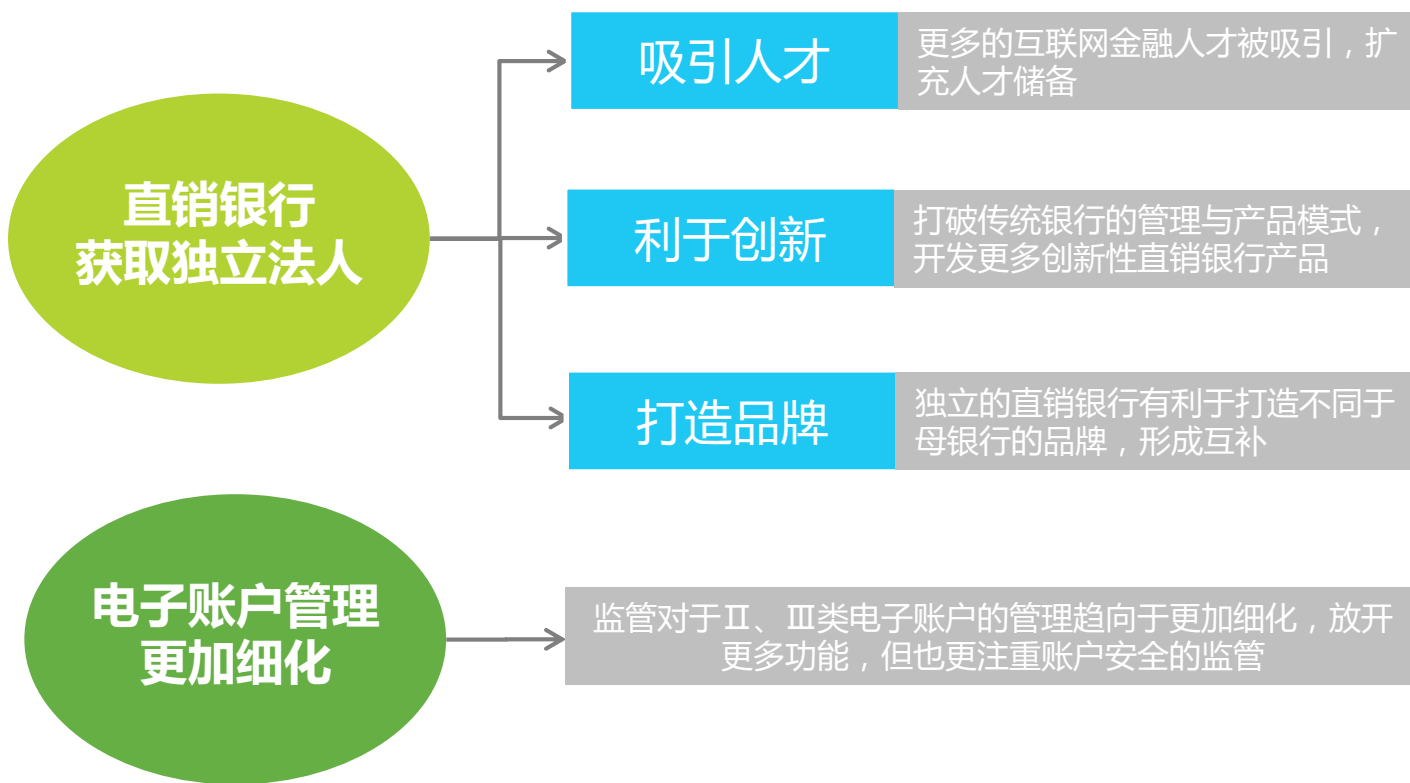 吸引人才
更多的互联网金融人才被吸引，扩
充人才储备
直销银行
获取独立法人
利于创新
打破传统银行的管理与产品模式，
开发更多创新性直销银行产品
打造品牌
独立的直销银行有利于打造不同于
母银行的品牌，形成互补
电子账户管理
更加细化
监管对于Ⅱ、Ⅲ类电子账户的管理趋向于更加细化，放开
更多功能，但也更注重账户安全的监管